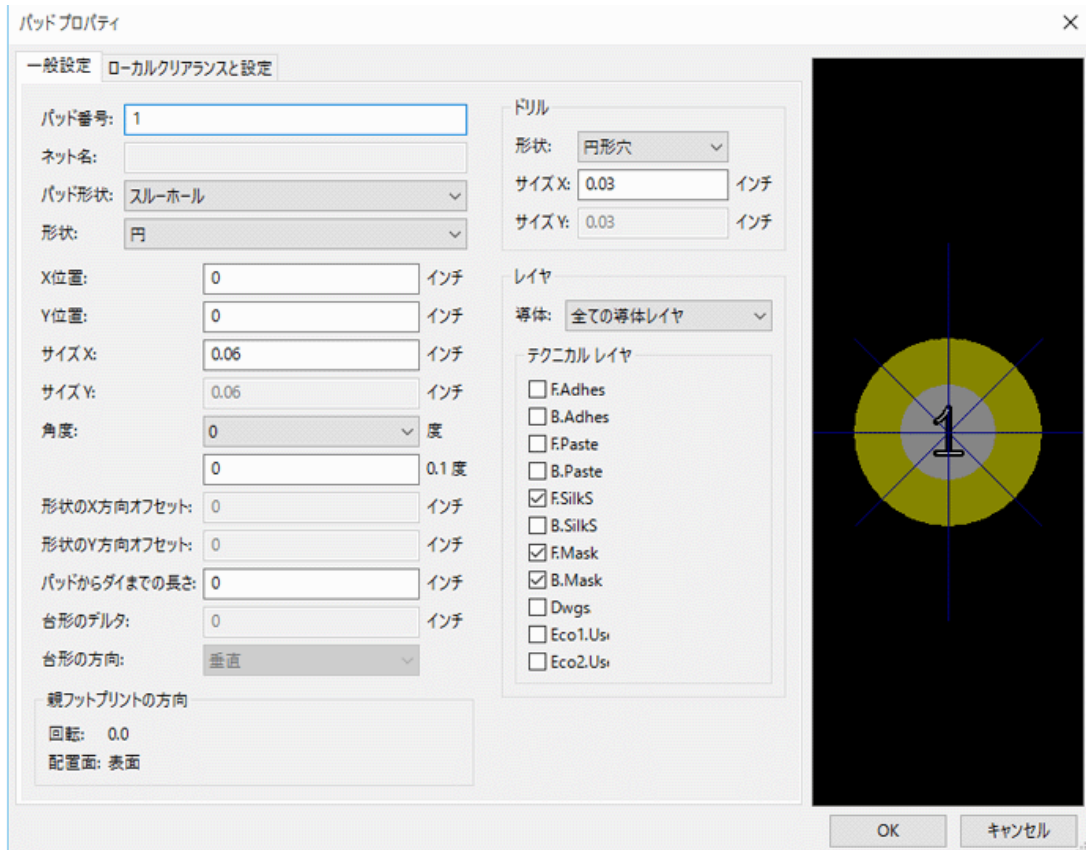 パッド プロパティ
一般設定 ローカルクリアランスと設定
パッド番号: 1
ネット名:
パッド形状: スルーホール
形状: 円
X位置: 0 インチ
Y位置: 0 インチ
サイズ X: 0.06 インチ
サイズ Y: 0.06 インチ
角度: 0 度
0 0.1 度
形状のX方向オフセット: 0 インチ
形状のY方向オフセット: 0 インチ
パッドからダイまでの長さ: 0 インチ
台形のデルタ: 0 インチ
台形の方向: 垂直
親フットプリントの方向
回転: 0.0
配置面: 表面
ドリル
形状: 円形穴
サイズ X: 0.03 インチ
サイズ Y: 0.03 インチ
レイヤ
導体: 全ての導体レイヤ
テクニカル レイヤ
F.Adhes
B.Adhes
F.Paste
B.Paste
F.SilkS
B.SilkS
F.Mask
B.Mask
Dwgs
Eco1.Us
Eco2.Us
1
OK キャンセル